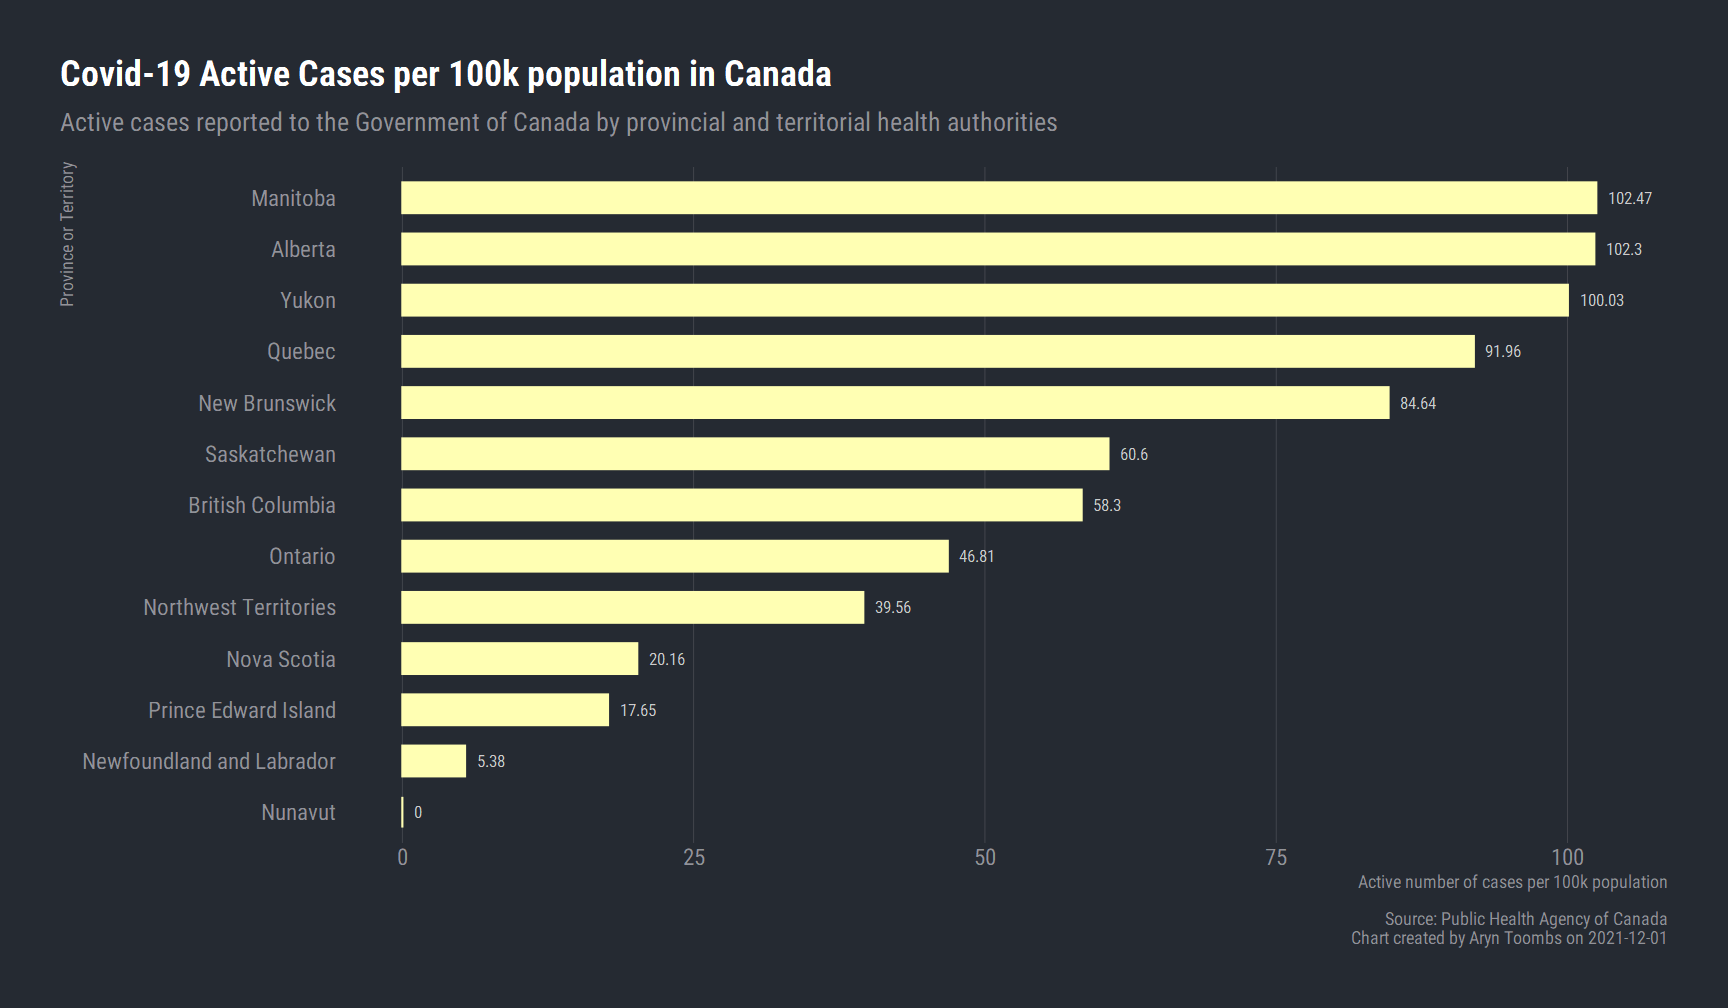 Covid-19 Active Cases per 100k population in Canada
Active cases reported to the Government of Canada by provincial and territorial health authorities
Province or Territory
Manitoba 102.47
Alberta 102.3
Yukon 100.03
Quebec 91.96
New Brunswick 84.64
Saskatchewan 60.6
British Columbia 58.3
Ontario 46.81
Northwest Territories 39.56
Nova Scotia 20.16
Prince Edward Island 17.65
Newfoundland and Labrador 5.38
Nunavut 0
0 25 50 75 100
Active number of cases per 100k population
Source: Public Health Agency of Canada
Chart created by Aryn Toombs on 2021-12-01